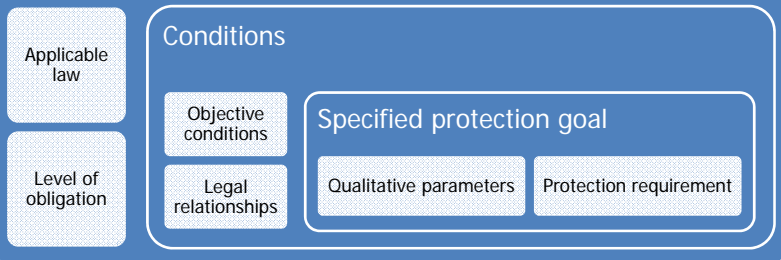 Applicable
law
Level of
obligation
Conditions
Objective
conditions
Legal
relationships
Specified protection goal
Qualitative parameters
Protection requirement